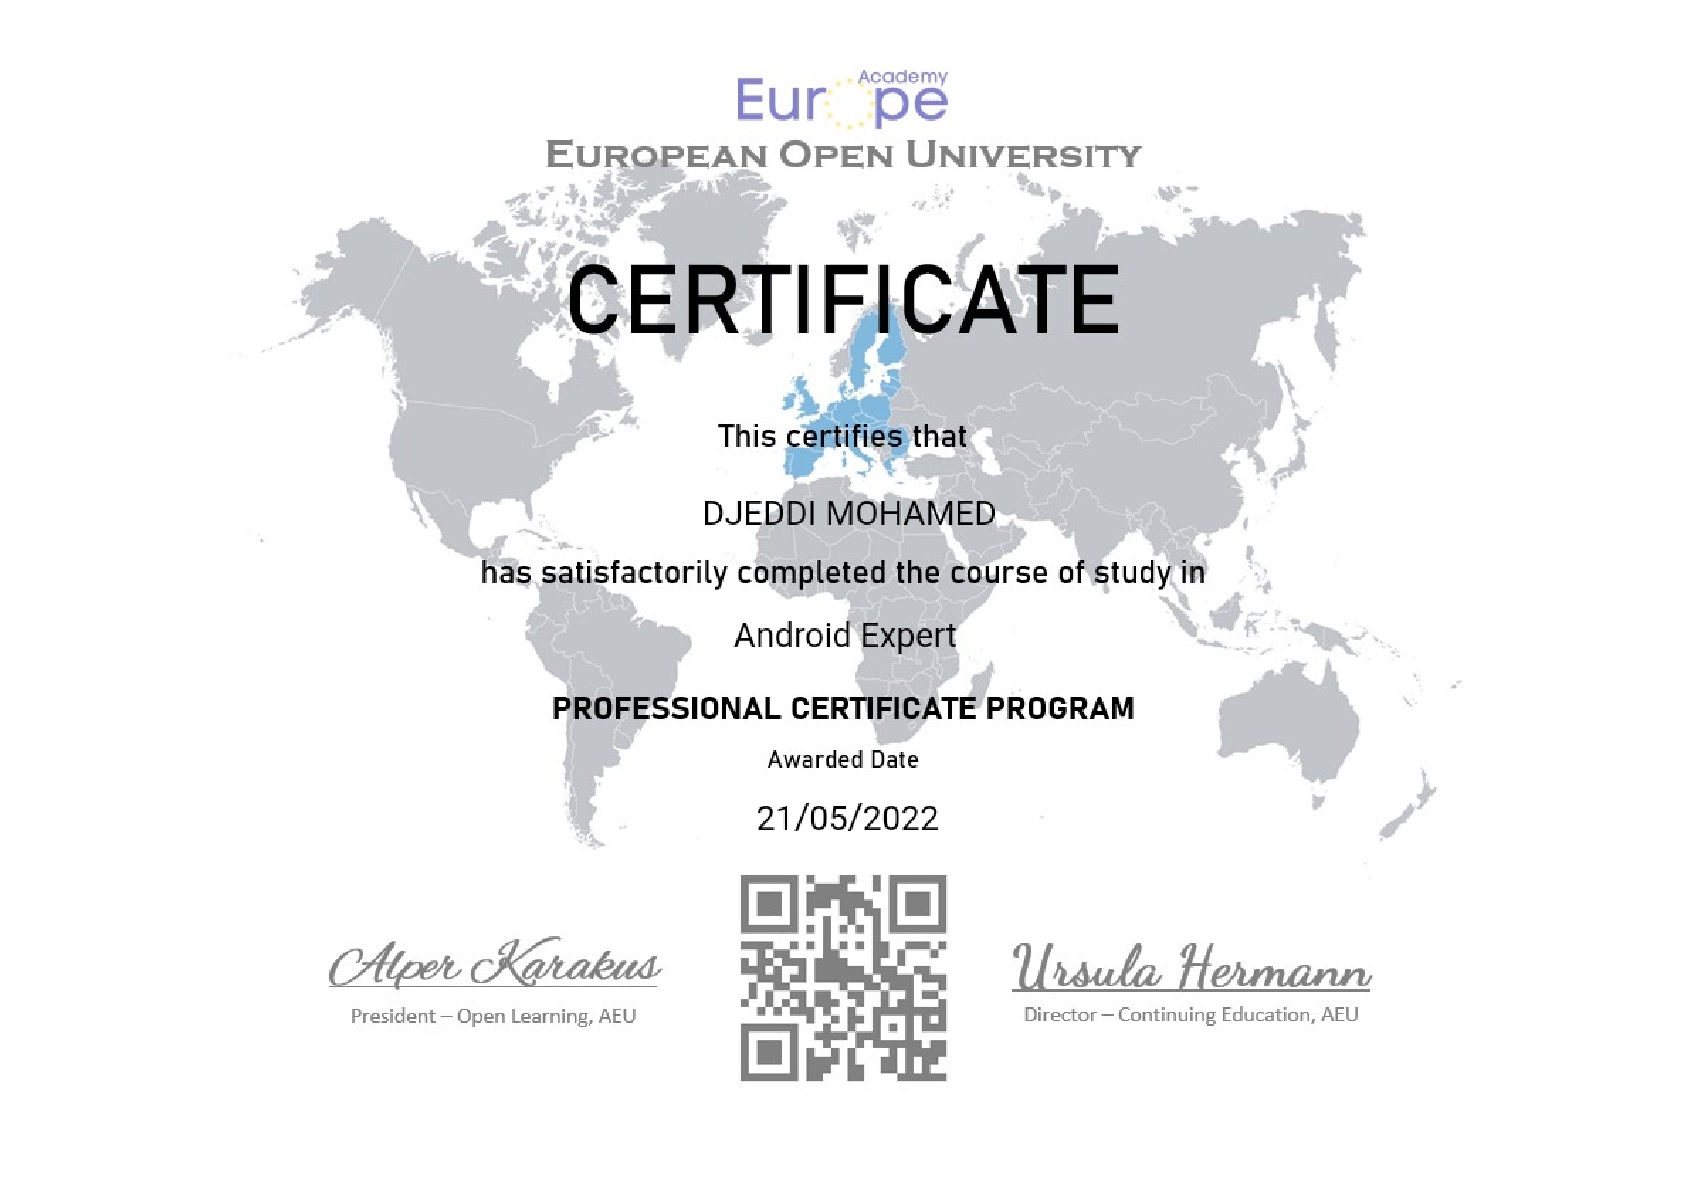 Academy
Europe
EUROPEAN OPEN UNIVERSITY
CERTIFICATE
This certifies that
DJEDDI MOHAMED
has satisfactorily completed the course of study in
Android Expert
PROFESSIONAL CERTIFICATE PROGRAM
Awarded Date
21/05/2022
Alper Karakus
President – Open Learning, AEU
Ursula Hermann
Director – Continuing Education, AEU